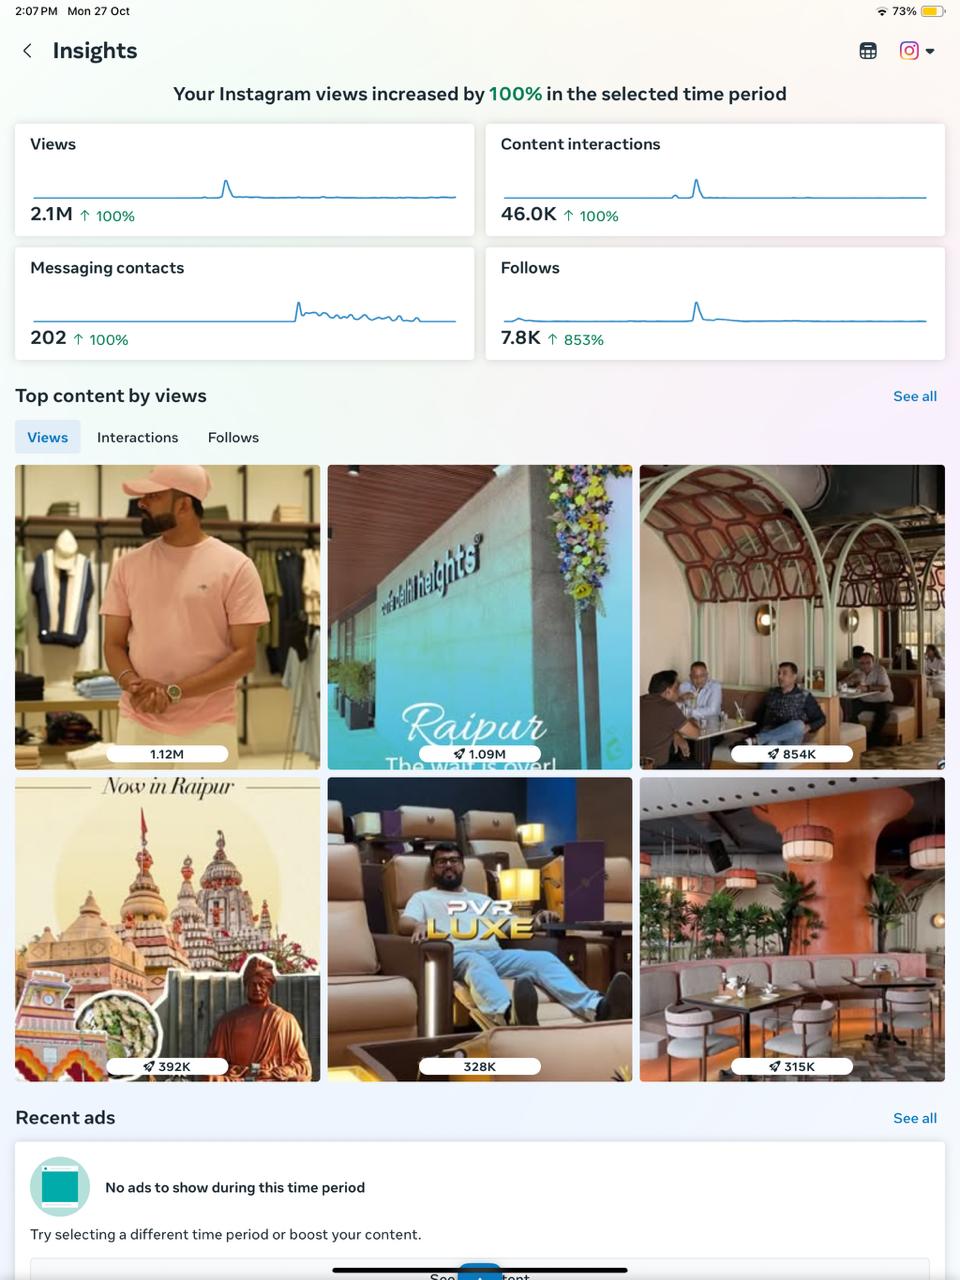 2:07 PM Mon 27 Oct
73%
Insights
Your Instagram views increased by 100% in the selected time period
Views
2.1M ↑ 100%
Content interactions
46.0K ↑ 100%
Messaging contacts
202 ↑ 100%
Follows
7.8K ↑ 853%
Top content by views
See all
Views
Interactions
Follows
1.12M
cafe delhi heights
Raipur
The wait is over!
1.09M
854K
Now in Raipur
392K
PVR
LUXE
328K
315K
Recent ads
See all
No ads to show during this time period
Try selecting a different time period or boost your content.